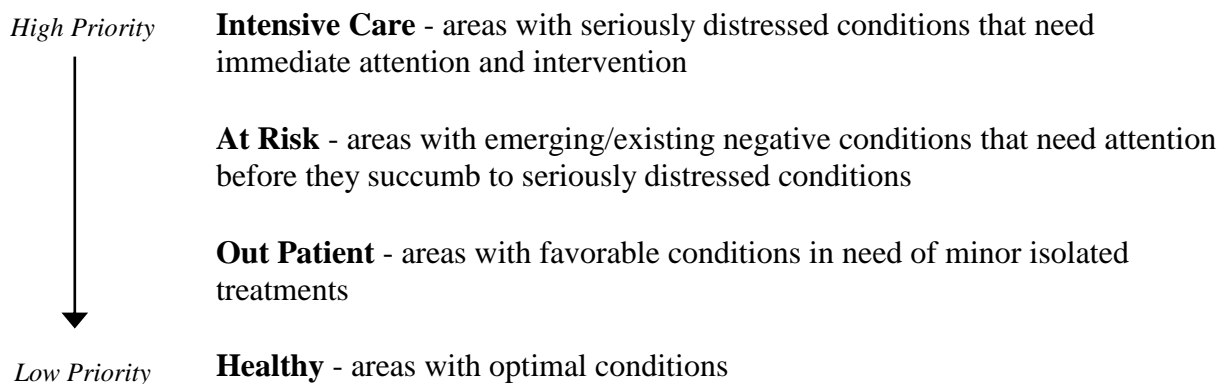 High Priority
Intensive Care - areas with seriously distressed conditions that need
immediate attention and intervention
At Risk - areas with emerging/existing negative conditions that need attention
before they succumb to seriously distressed conditions
Out Patient - areas with favorable conditions in need of minor isolated
treatments
Low Priority
Healthy - areas with optimal conditions